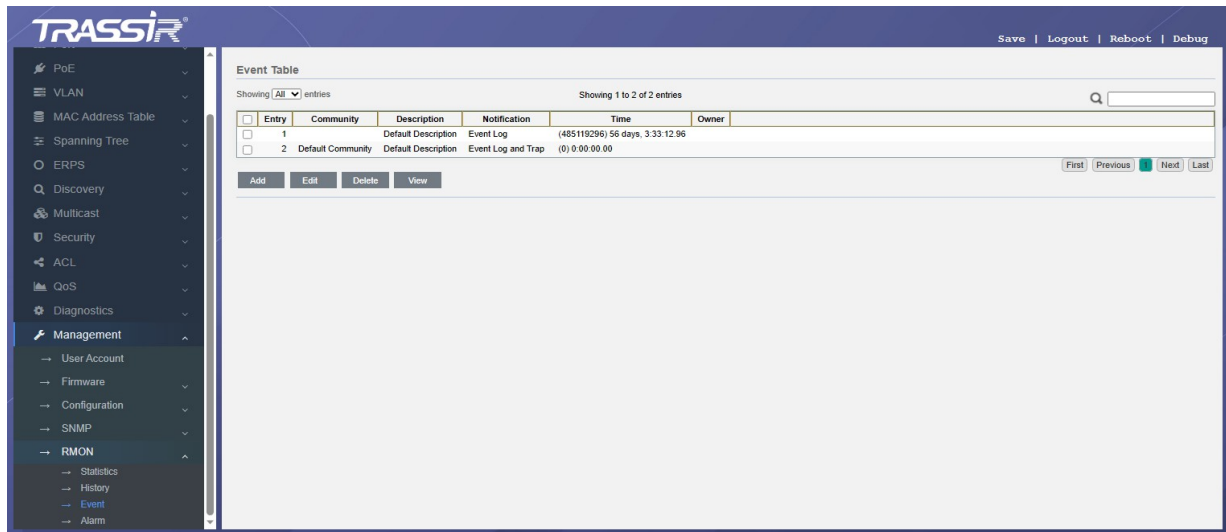 TRASSIR®
Save | Logout | Reboot | Debug
PoE
VLAN
MAC Address Table
Spanning Tree
ERPS
Discovery
Multicast
Security
ACL
QoS
Diagnostics
Management
→ User Account
→ Firmware
→ Configuration
→ SNMP
→ RMON
→ Statistics
→ History
→ Event
→ Alarm
Event Table
Showing All entries Showing 1 to 2 of 2 entries
Entry Community Description Notification Time Owner
1 Default Description Event Log (485119296) 56 days, 3:33:12.96
2 Default Community Default Description Event Log and Trap (0) 0:00:00.00
First Previous 1 Next Last
Add Edit Delete View